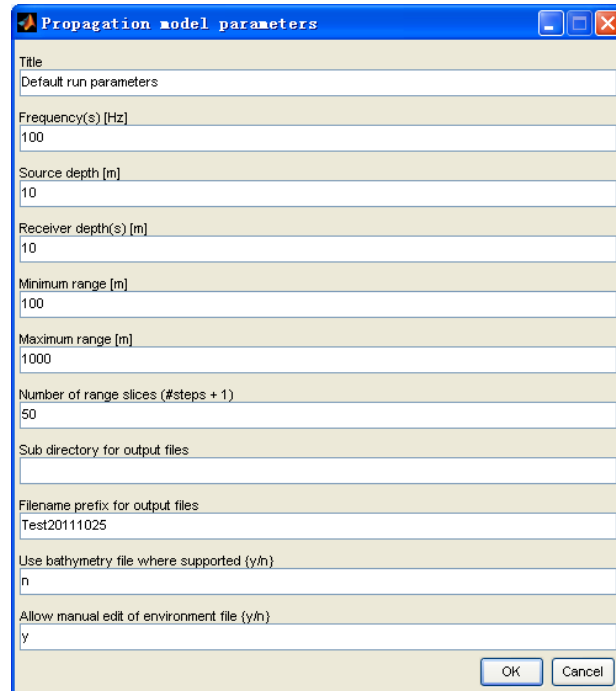 Propagation model parameters
Title
Default run parameters
Frequency(s) [Hz]
100
Source depth [m]
10
Receiver depth(s) [m]
10
Minimum range [m]
100
Maximum range [m]
1000
Number of range slices (#steps + 1)
50
Sub directory for output files
Filename prefix for output files
Test20111025
Use bathymetry file where supported {y/n}
n
Allow manual edit of environment file {y/n}
y
OK Cancel